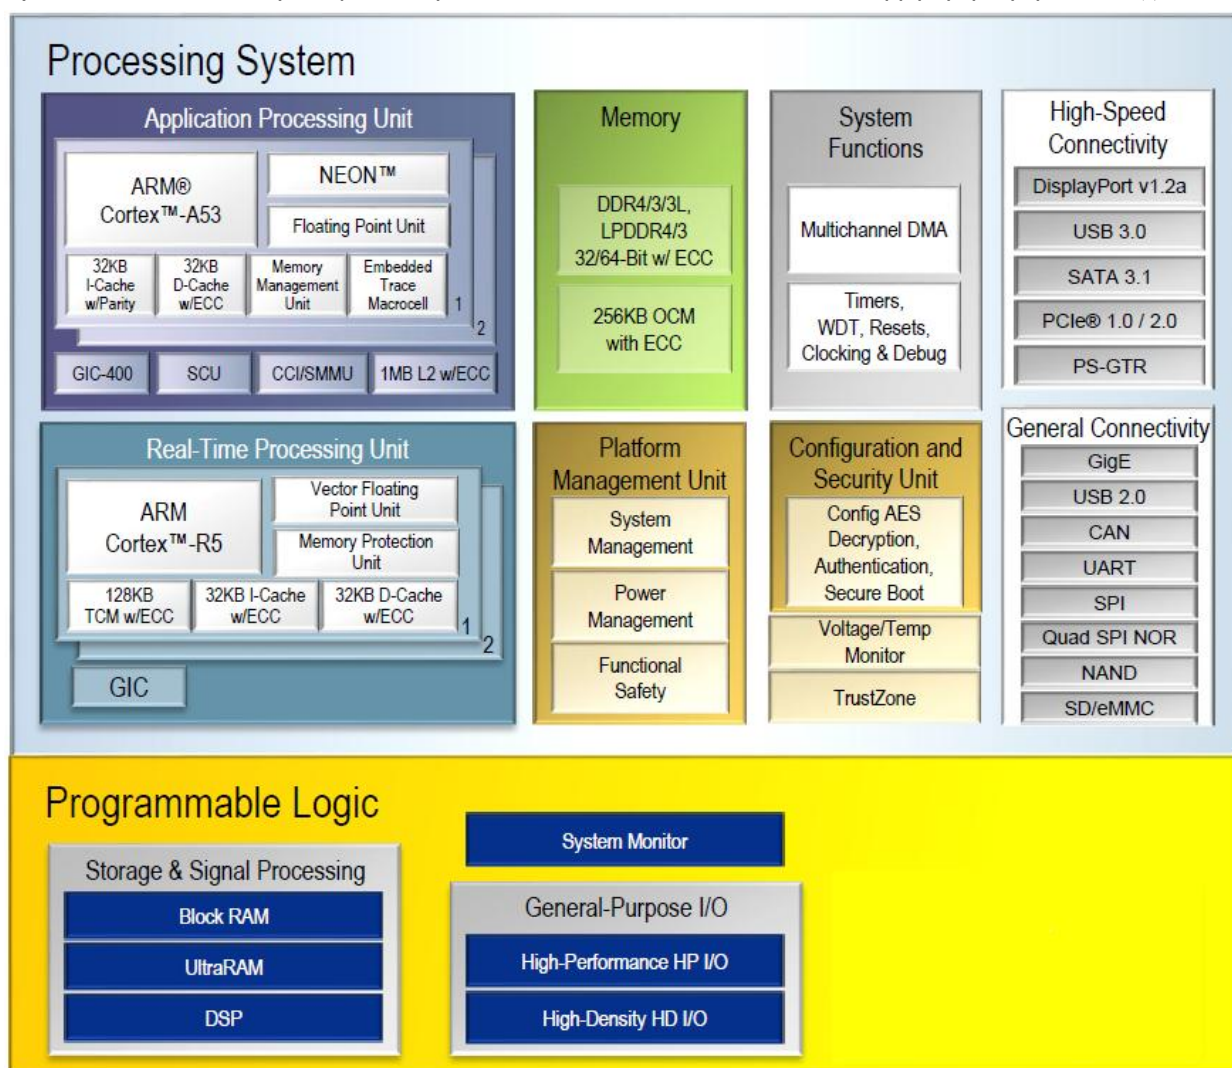 Processing System
Application Processing Unit
ARM®
Cortex™-A53
NEON™
Floating Point Unit
32KB
I-Cache
w/Parity
32KB
D-Cache
w/ECC
Memory
Management
Unit
Embedded
Trace
Macrocell
1
2
GIC-400
SCU
CCI/SMMU
1MB L2 w/ECC
Memory
DDR4/3/3L,
LPDDR4/3
32/64-Bit w/ ECC
256KB OCM
with ECC
System
Functions
Multichannel DMA
Timers,
WDT, Resets,
Clocking & Debug
High-Speed
Connectivity
DisplayPort v1.2a
USB 3.0
SATA 3.1
PCIe® 1.0 / 2.0
PS-GTR
Real-Time Processing Unit
ARM
Cortex™-R5
Vector Floating
Point Unit
Memory Protection
Unit
128KB
TCM w/ECC
32KB I-Cache
w/ECC
32KB D-Cache
w/ECC
1
2
GIC
Platform
Management Unit
System
Management
Power
Management
Functional
Safety
Configuration and
Security Unit
Config AES
Decryption,
Authentication,
Secure Boot
Voltage/Temp
Monitor
TrustZone
General Connectivity
GigE
USB 2.0
CAN
UART
SPI
Quad SPI NOR
NAND
SD/eMMC
Programmable Logic
Storage & Signal Processing
Block RAM
UltraRAM
DSP
System Monitor
General-Purpose I/O
High-Performance HP I/O
High-Density HD I/O